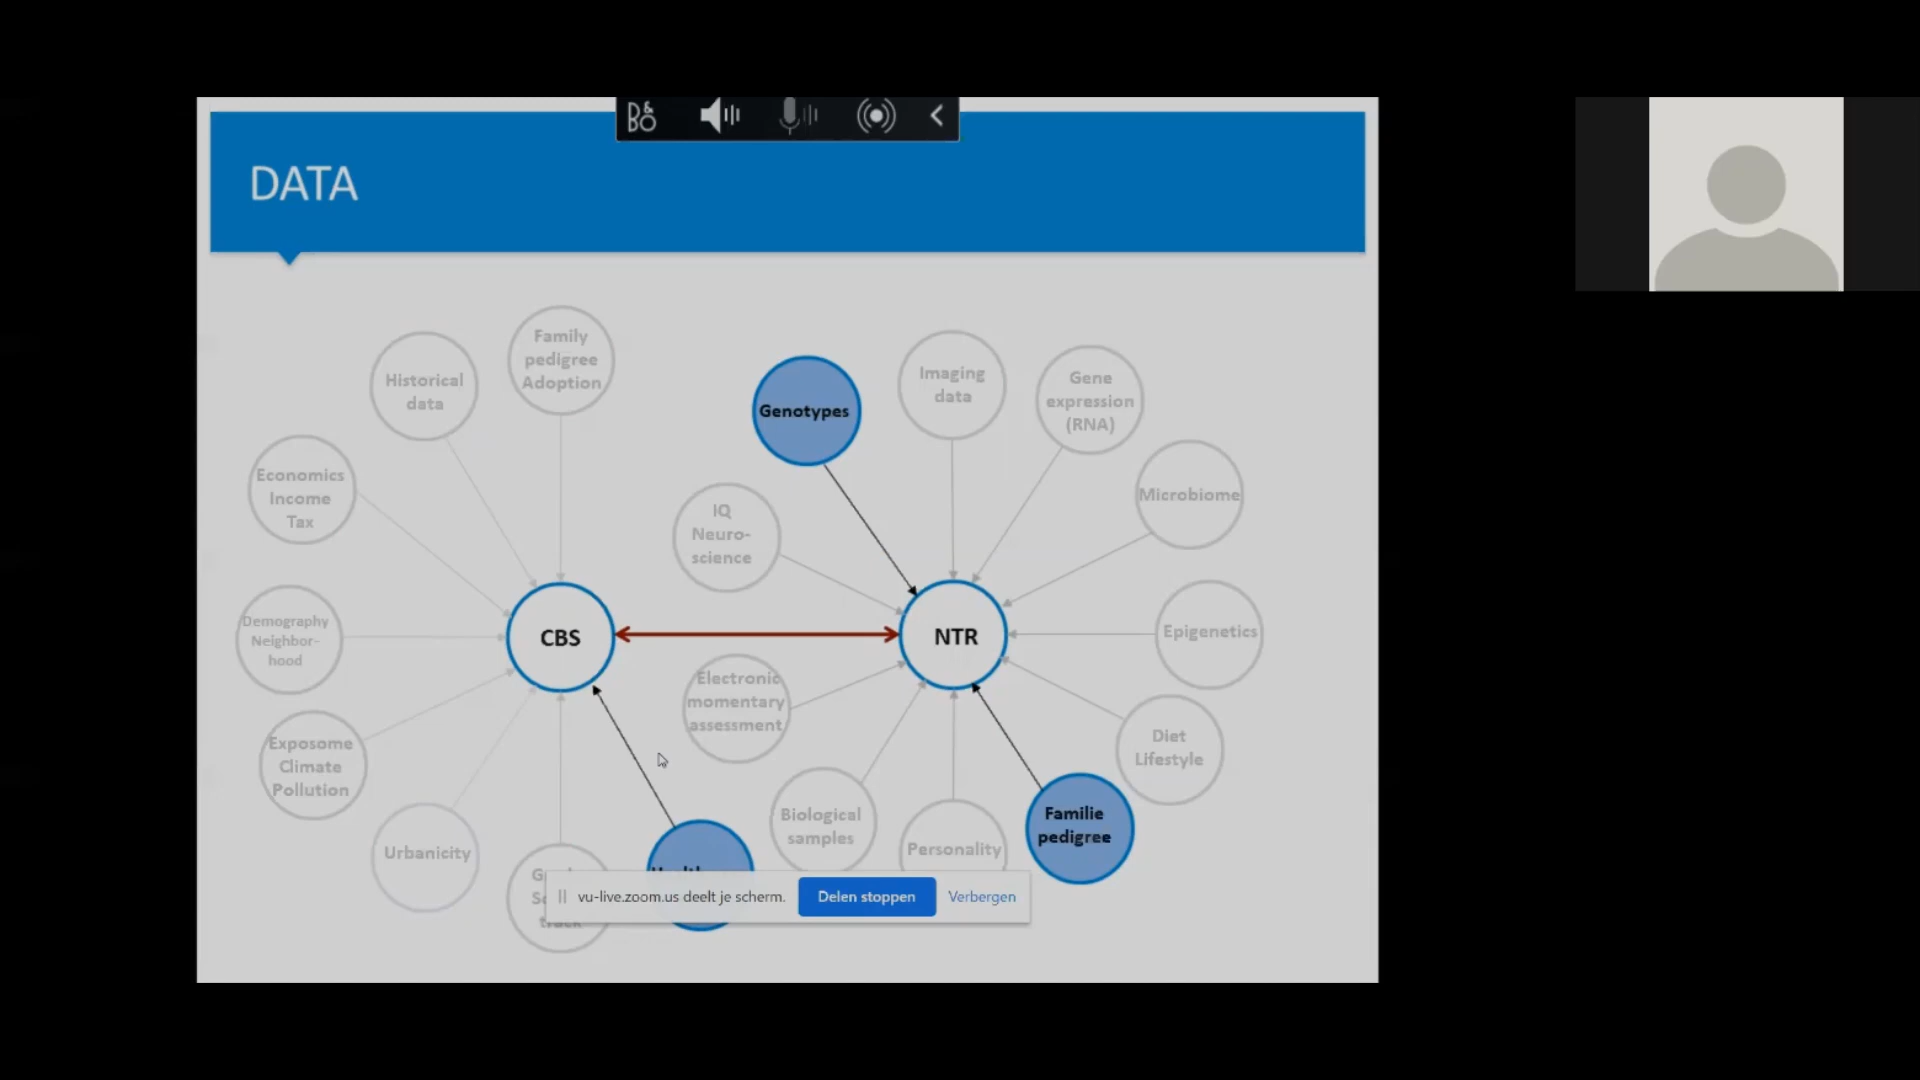 B&O
DATA
Family
pedigree
Adoption
Historical
data
Economics
Income
Tax
Demography
Neighbor-
hood
Exposome
Climate
Pollution
Urbanicity
track
CBS
Genotypes
Imaging
data
Gene
expression
(RNA)
Microbiome
IQ
Neuro-
science
NTR
Epigenetics
Electronic
momentary
assessment
Diet
Lifestyle
Biological
samples
Personality
Familie
pedigree
vu-live.zoom.us deelt je scherm.
Delen stoppen
Verbergen